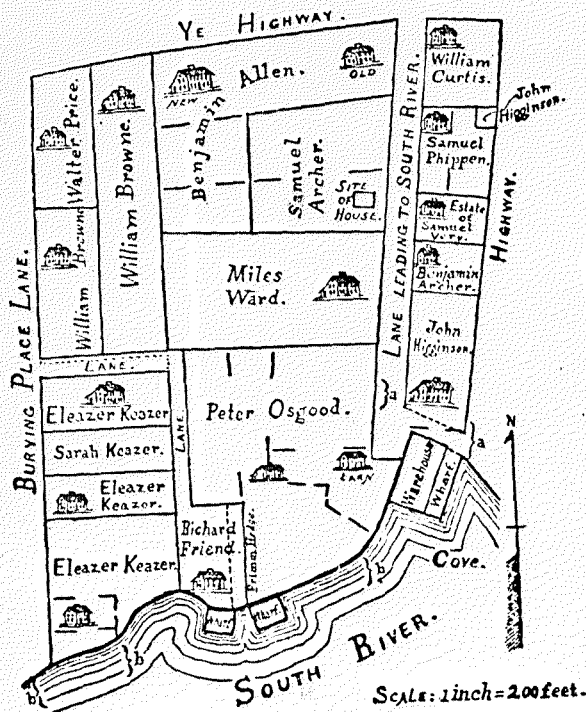 YE HIGHWAY.
NEW
Benjamin Allen.
OLD
William
Curtis.
John
Higginson.
Walter Price.
William Browne.
Samuel
Archer.
SITE
OF
HOUSE.
LANE LEADING TO SOUTH RIVER.
Samuel
Phippen.
Estate
of
Samuel
Very.
HIGHWAY.
BURYING PLACE LANE.
William Browne
Miles
Ward.
Benjamin
Archer.
John
Higginson.
LANE.
LANE.
Eleazer Keazer
Sarah Keazer.
Eleazer
Keazer.
Eleazer Keazer.
Peter Osgood.
BARN
a
a
N
Warehouse
Wharf.
Richard
Friend.
Wharf.
Wharf.
b
b
b
COVE.
SOUTH RIVER.
SCALE: 1 inch = 200 feet.